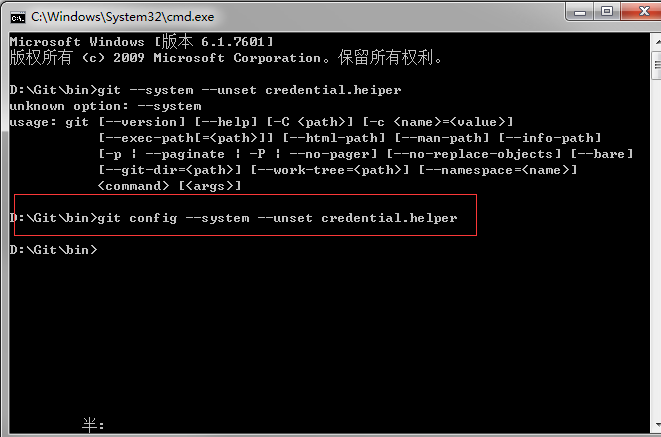 C:\Windows\System32\cmd.exe
Microsoft Windows [版本 6.1.7601]
版权所有 (c) 2009 Microsoft Corporation。保留所有权利。
D:\Git\bin>git --system --unset credential.heiper
unknown option: --system
usage: git [--version] [--help] [-C <path>] [-c <name>=<value>]
[--exec-path[=<path>]] [--html-path] [--man-path] [--info-path]
[-p | --paginate | -P | --no-pager] [--no-replace-objects] [--bare]
[--git-dir=<path>] [--work-tree=<path>] [--namespace=<name>]
<command> [<args>]
D:\Git\bin>git config --system --unset credential.helper
D:\Git\bin>
半: